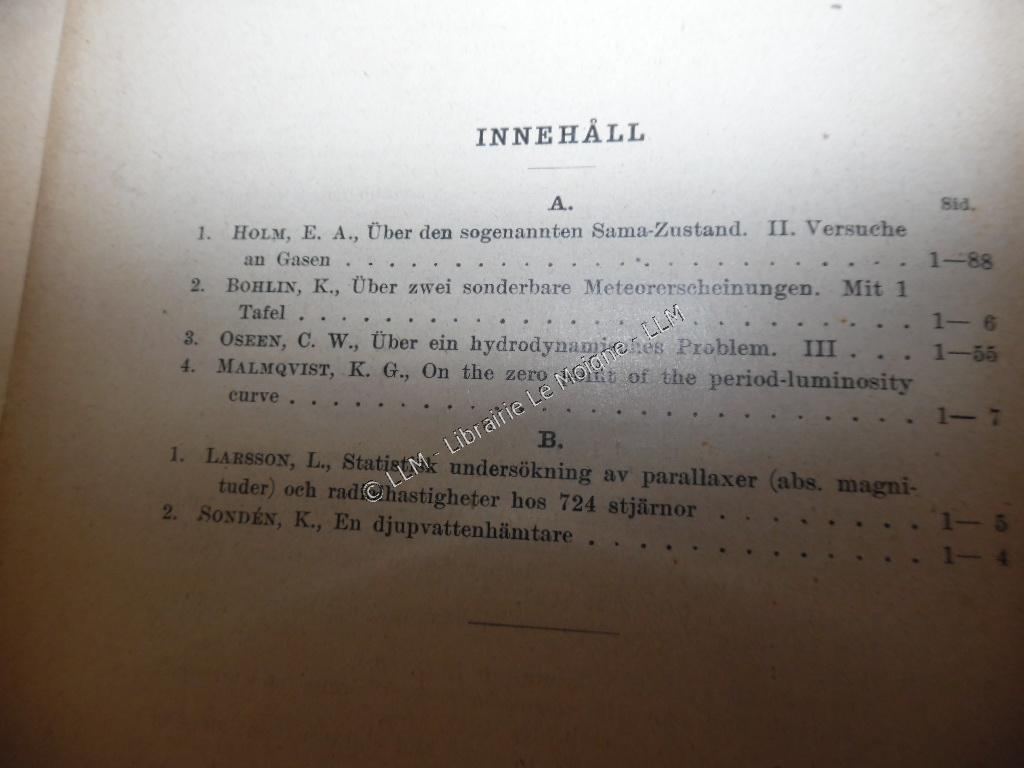 INNEHÅLL
A.
Sid.
1. HOLM, E. A., Über den sogenannten Sama-Zustand. II. Versuche
an Gasen . . . . . . . . . . . . . . . . . . . . . . . . . . 1—88
2. BOHLIN, K., Über zwei sonderbare Meteorerscheinungen. Mit 1
Tafel . . . . . . . . . . . . . . . . . . . . . . . . . . . . 1— 6
3. OSEEN, C. W., Über ein hydrodynamisches Problem. III . . . 1—55
4. MALMQVIST, K. G., On the zero point of the period-luminosity
curve . . . . . . . . . . . . . . . . . . . . . . . . . . . . 1— 7
B.
1. LARSSON, L., Statistisk undersökning av parallaxer (abs. magni-
tuder) och radialhastigheter hos 724 stjärnor . . . . . . . . 1— 5
2. SONDÉN, K., En djupvattenhämtare . . . . . . . . . . . . . 1— 4
© LLM - Librairie Le Moigne - LLM